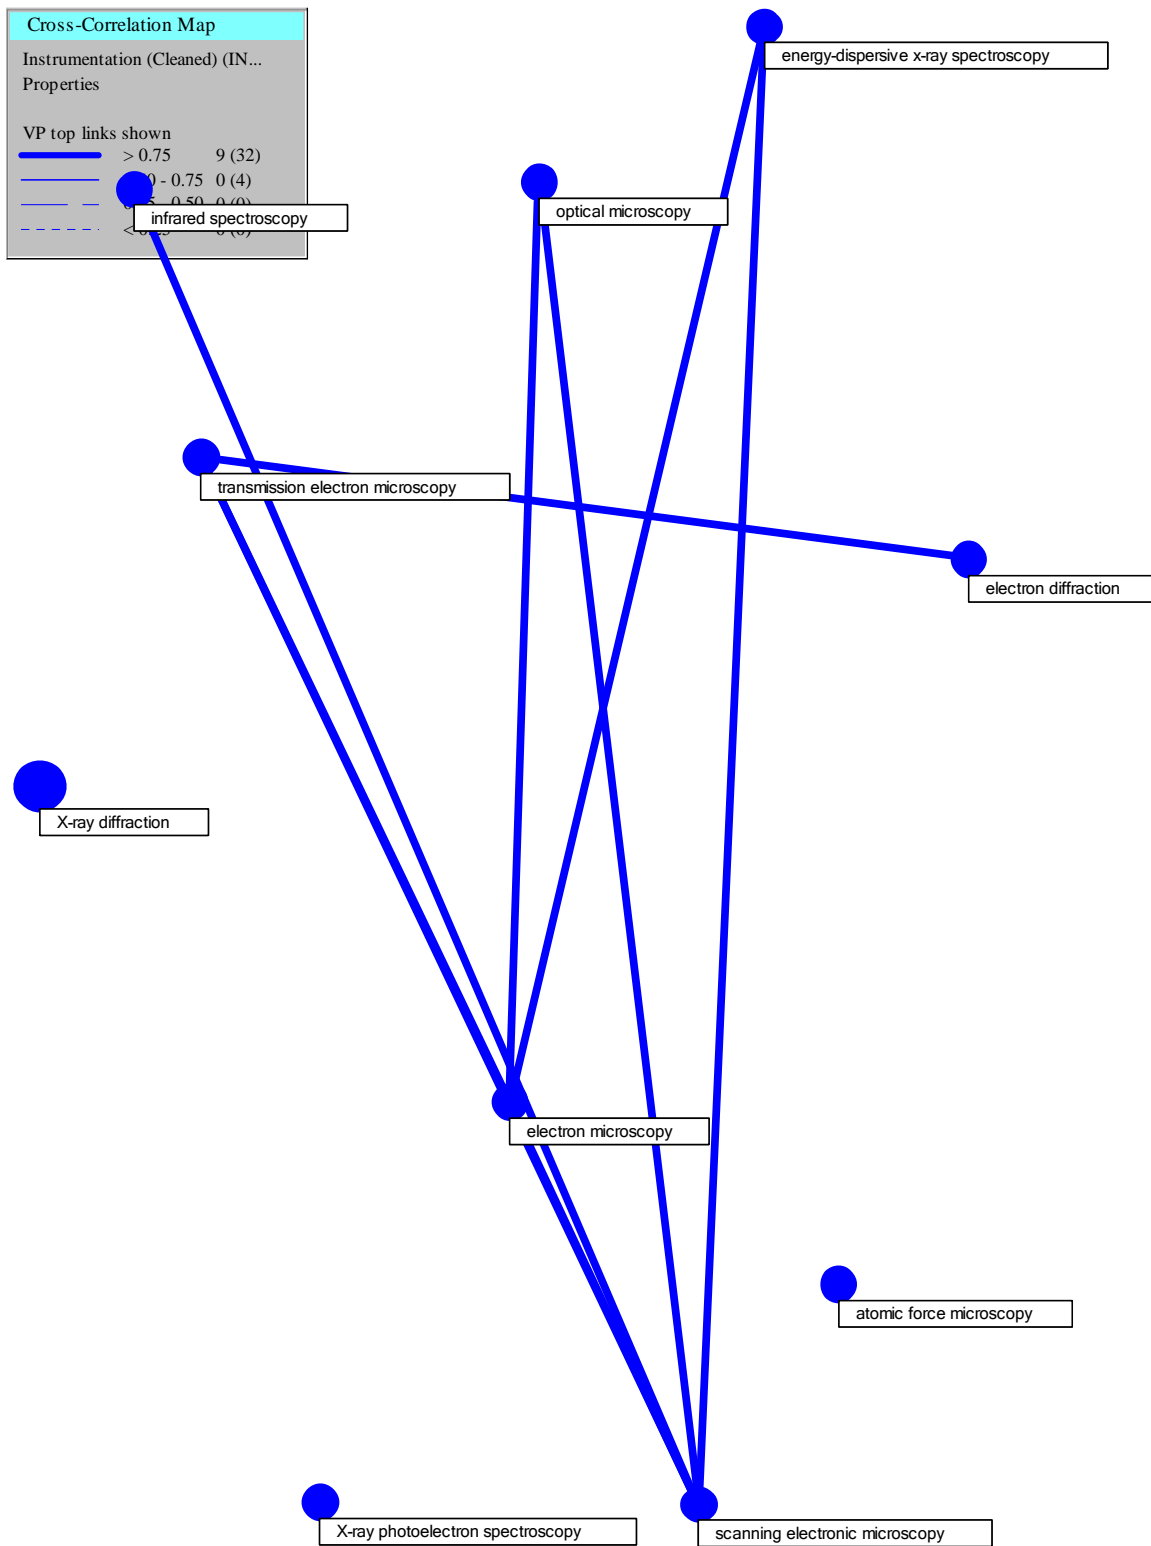 Cross-Correlation Map
Instrumentation (Cleaned) (IN...
Properties
VP top links shown
> 0.75 9 (32)
0 - 0.75 0 (4)
infrared spectroscopy
energy-dispersive x-ray spectroscopy
optical microscopy
transmission electron microscopy
electron diffraction
X-ray diffraction
electron microscopy
atomic force microscopy
X-ray photoelectron spectroscopy
scanning electronic microscopy